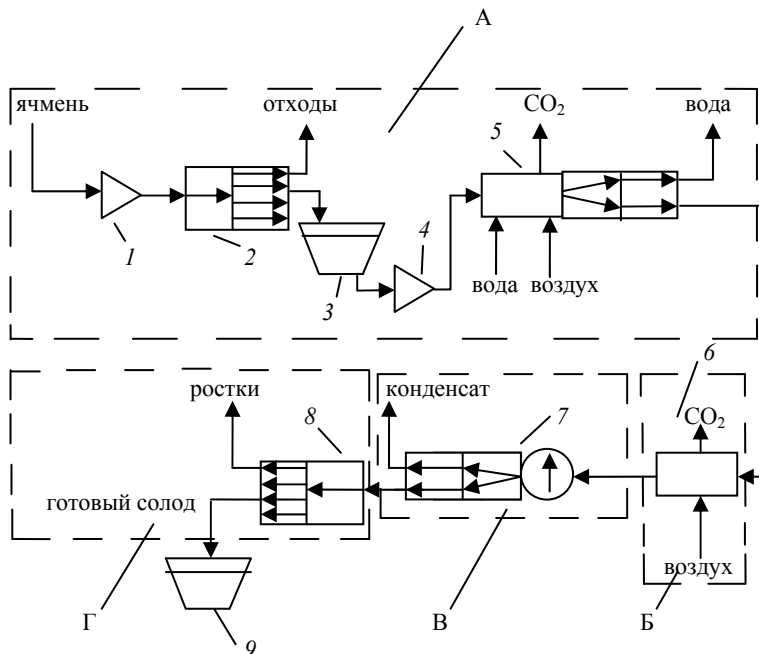 А
ячмень
отходы
CO₂
вода
5
4
1
2
3
вода
воздух
6
ростки
конденсат
8
7
CO₂
готовый солод
воздух
Г
9
В
Б